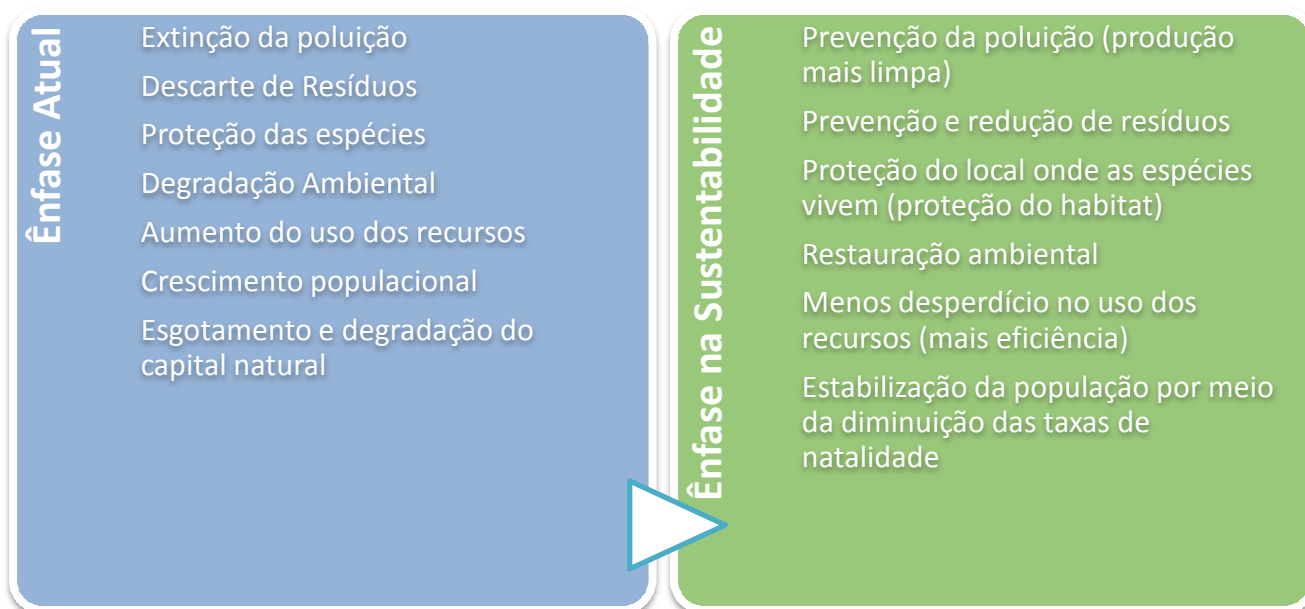 Ênfase Atual
Extinção da poluição
Descarte de Resíduos
Proteção das espécies
Degradação Ambiental
Aumento do uso dos recursos
Crescimento populacional
Esgotamento e degradação do
capital natural
Ênfase na Sustentabilidade
Prevenção da poluição (produção
mais limpa)
Prevenção e redução de resíduos
Proteção do local onde as espécies
vivem (proteção do habitat)
Restauração ambiental
Menos desperdício no uso dos
recursos (mais eficiência)
Estabilização da população por meio
da diminuição das taxas de
natalidade